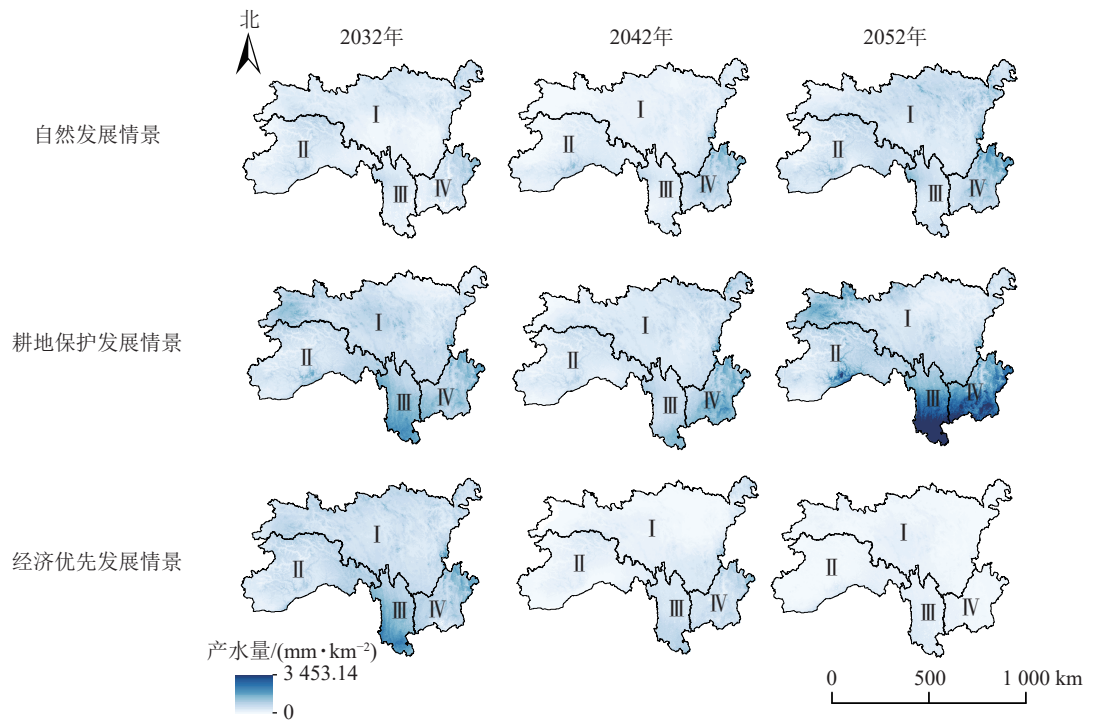 北
2032年 2042年 2052年
自然发展情景
Ⅰ Ⅱ Ⅲ Ⅳ
Ⅰ Ⅱ Ⅲ Ⅳ
Ⅰ Ⅱ Ⅲ Ⅳ
耕地保护发展情景
Ⅰ Ⅱ Ⅲ Ⅳ
Ⅰ Ⅱ Ⅲ Ⅳ
Ⅰ Ⅱ Ⅲ Ⅳ
经济优先发展情景
Ⅰ Ⅱ Ⅲ Ⅳ
Ⅰ Ⅱ Ⅲ Ⅳ
Ⅰ Ⅱ Ⅲ Ⅳ
产水量/(mm·km⁻²)
3 453.14
0
0 500 1 000 km